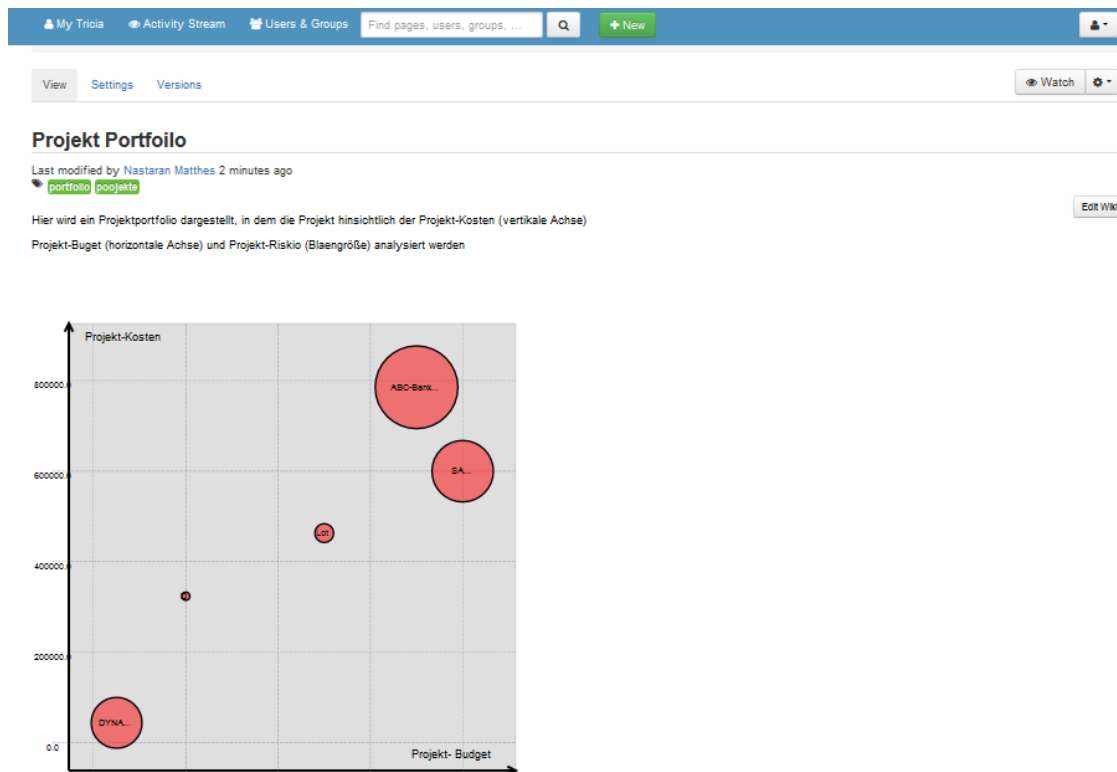 My Tricia Activity Stream Users & Groups Find pages, users, groups, ... New
View Settings Versions Watch
Projekt Portfoilo
Last modified by Nastaran Matthes 2 minutes ago
portfolio poojekte
Edit Wiki
Hier wird ein Projektportfolio dargestellt, in dem die Projekt hinsichtlich der Projekt-Kosten (vertikale Achse)
Projekt-Buget (horizontale Achse) und Projekt-Riskio (Blaengröße) analysiert werden
Projekt-Kosten
800000.0
ABC-Bank...
600000.0
SA...
Lot
400000.0
200000.0
DYNA...
0.0
Projekt- Budget